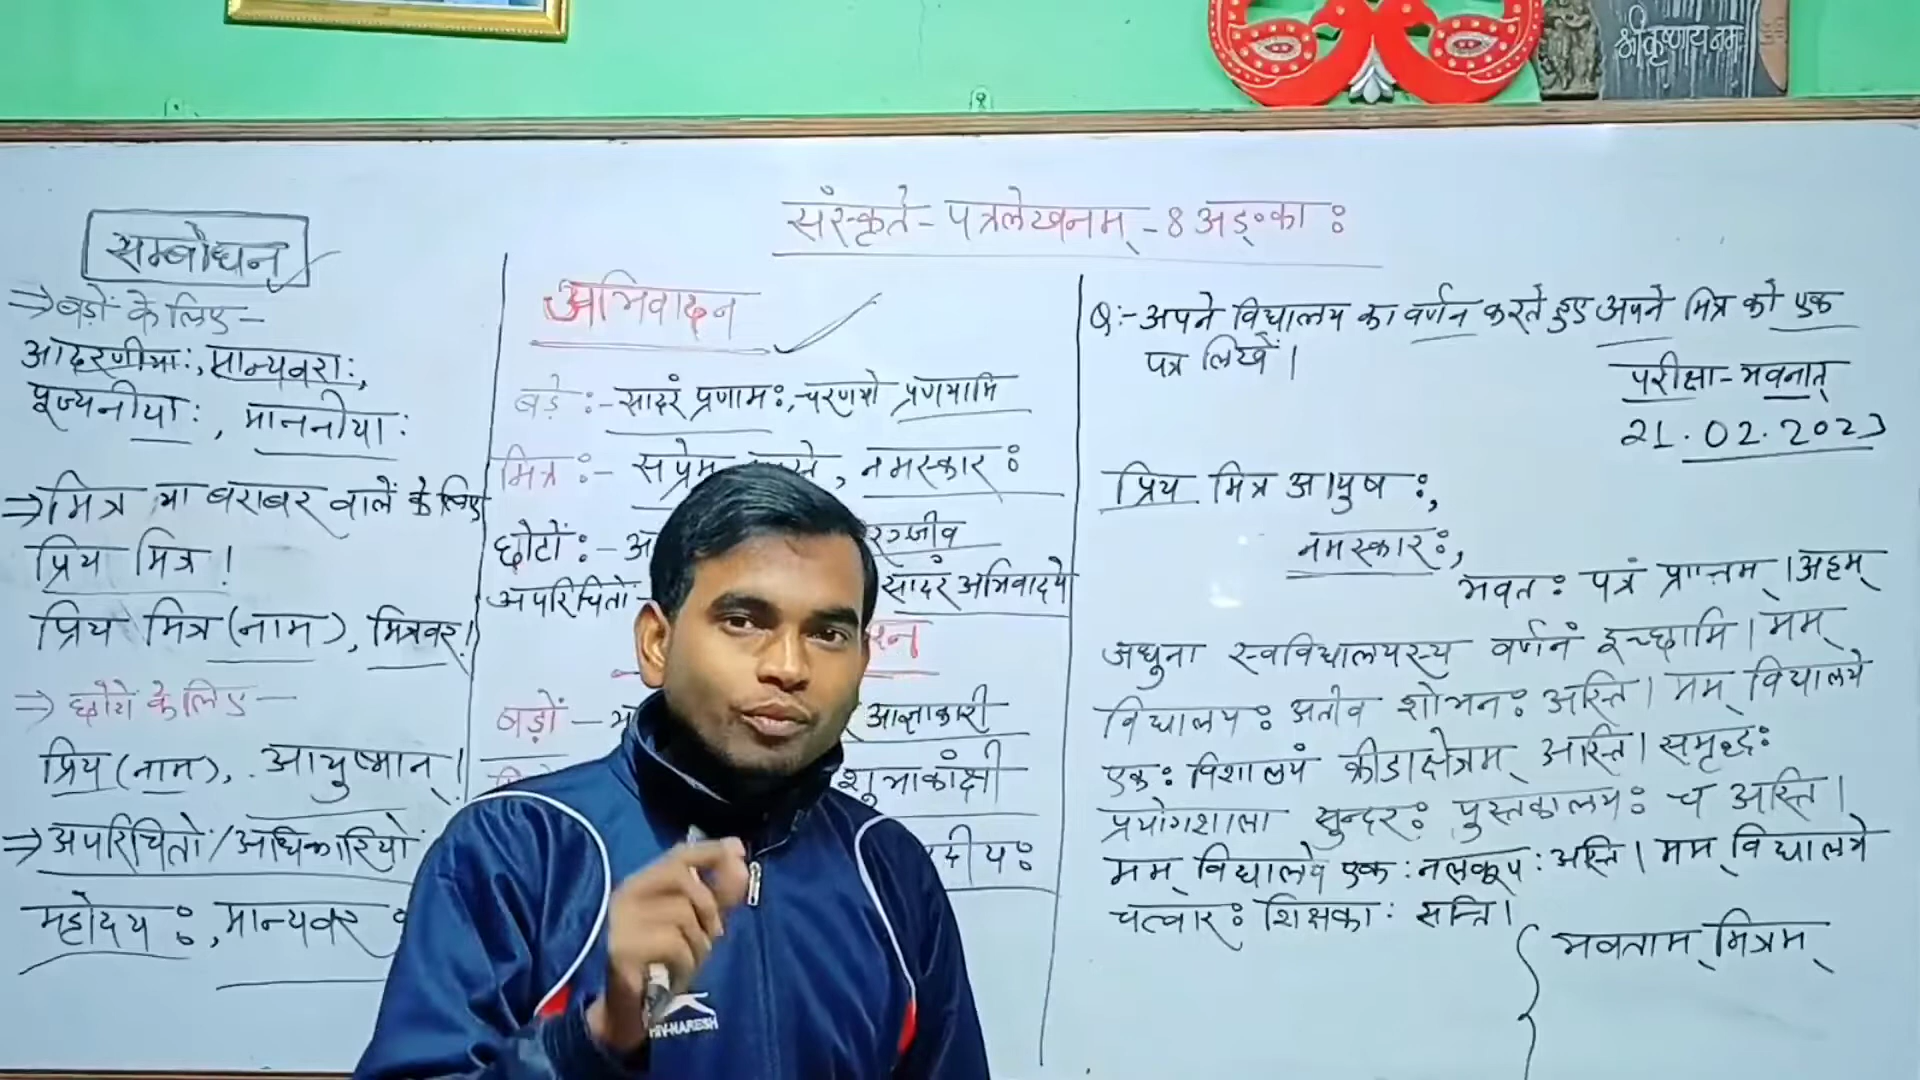 श्रीकृष्णाय नमः
संस्कृते - पत्रलेखनम् - 8 अङ्काः
सम्बोधन
⇒ बड़ों के लिए -
आदरणीयाः, मान्यवराः,
पूज्यनीयाः, माननीयाः
⇒ मित्र या बराबर वालें के लिए
प्रिय मित्र !
प्रिय मित्र (नाम), मित्रवर !
⇒ छोटों के लिए -
प्रिय (नाम), आयुष्मान् !
⇒ अपरिचितों/अधिकारियों
महोदयः, मान्यवर
अभिवादन
बड़े :- सादरं प्रणामः, चरणयो प्रणयामि
मित्र :- सप्रेम , नमस्कारः
छोटों :-
अपरिचितों - सादर अभिवादये
बड़ों - आज्ञाकारी
शुभाकांक्षी
Q:- अपने विद्यालय का वर्णन करते हुए अपने मित्र को एक
पत्र लिखें ।
परीक्षा - भवनात्
21.02.2023
प्रिय मित्र आयुषः,
नमस्कारः,
भवतः पत्रं प्राप्तम् । अहम्
अधुना स्वविद्यालयस्य वर्णनं इच्छामि । मम्
विद्यालयः अतीव शोभनः अस्ति । मम् विद्यालये
एकः विशालयं क्रीडाक्षेत्रम् अस्ति । समृद्धः
प्रयोगशाला सुन्दरः पुस्तकालयः च अस्ति ।
मम् विद्यालये एकः नलकूपः अस्ति । मम् विद्यालये
चत्वारः शिक्षकाः सन्ति ।
भवताम् मित्रम्
SHIV-NARESH